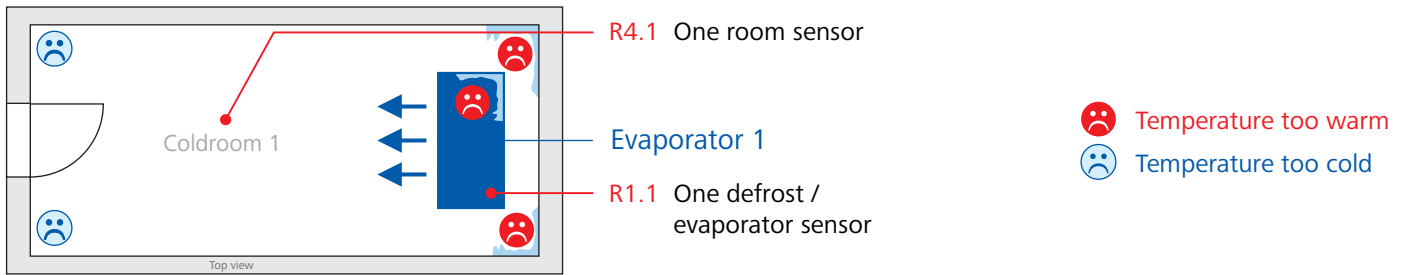 R4.1 One room sensor
Coldroom 1
Evaporator 1
R1.1 One defrost /
evaporator sensor
Top view
Temperature too warm
Temperature too cold